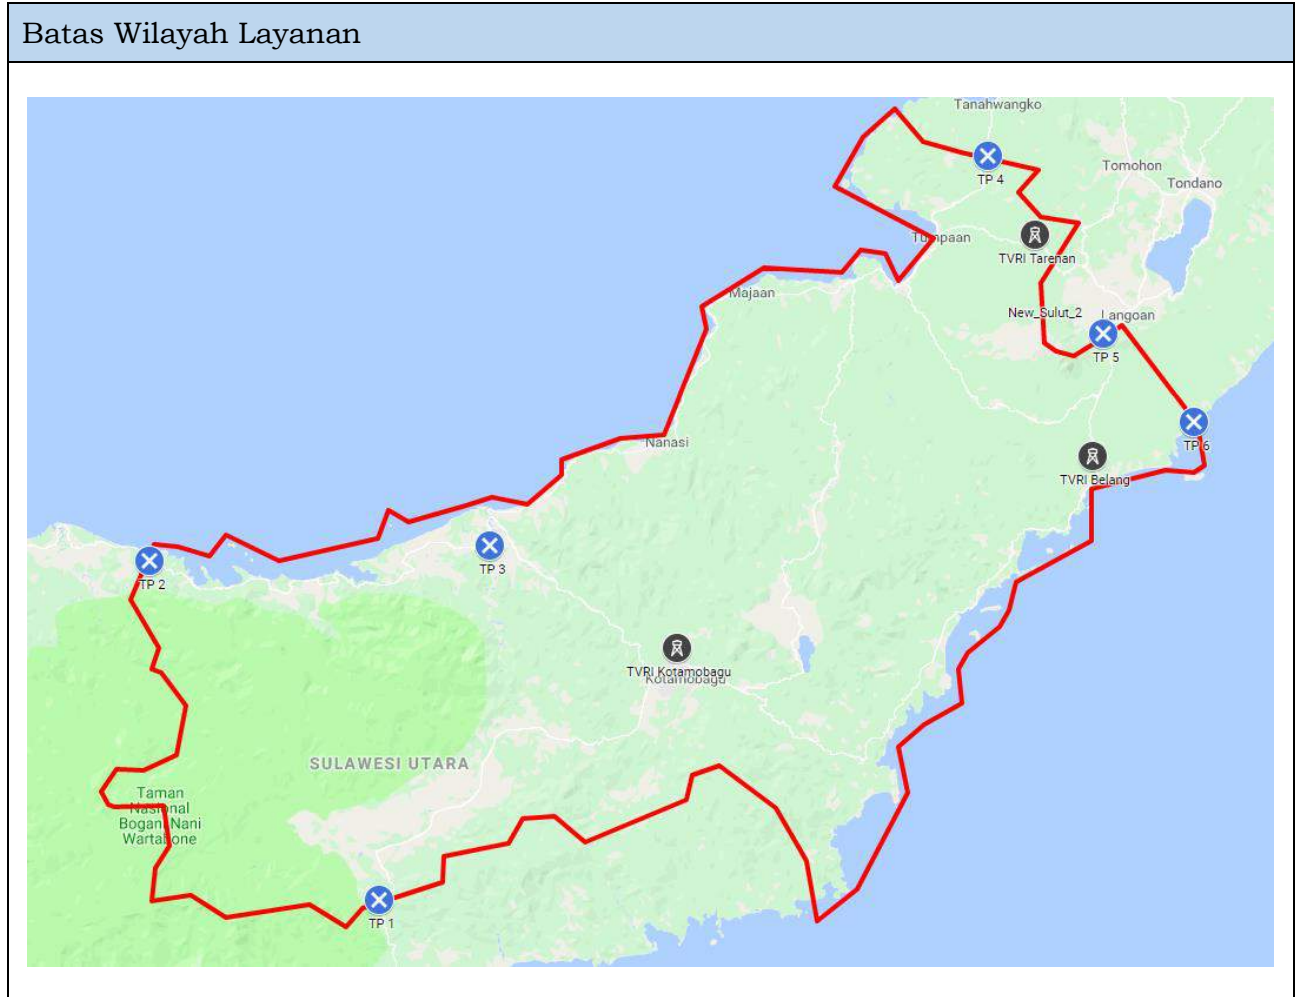 Batas Wilayah Layanan
Tanahwangko
TP 4
Tomohon
Tondano
Tumpaan
TVRI Tarenan
Majaan
New_Sulut_2
Langoan
TP 5
TP 6
Nanasi
TVRI Belang
TP 2
TP 3
TVRI Kotamobagu
Kotamobagu
SULAWESI UTARA
Taman
Nasional
Bogani Nani
Wartabone
TP 1